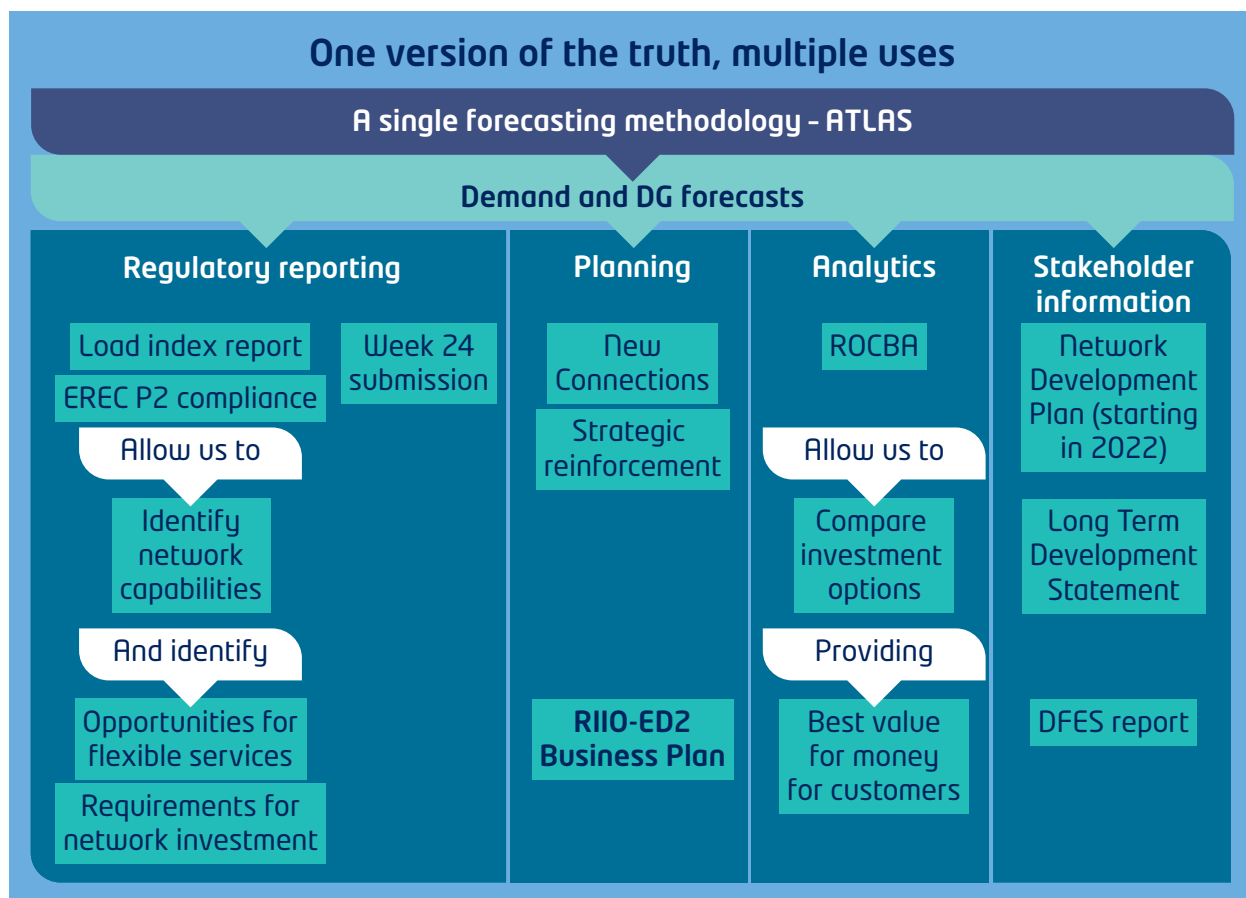 One version of the truth, multiple uses
A single forecasting methodology - ATLAS
Demand and DG forecasts
Regulatory reporting
Load index report
EREC P2 compliance
Week 24
submission
Allow us to
Identify
network
capabilities
And identify
Opportunities for
flexible services
Requirements for
network investment
Planning
New
Connections
Strategic
reinforcement
RIIO-ED2
Business Plan
Analytics
ROCBA
Allow us to
Compare
investment
options
Providing
Best value
for money
for customers
Stakeholder
information
Network
Development
Plan (starting
in 2022)
Long Term
Development
Statement
DFES report